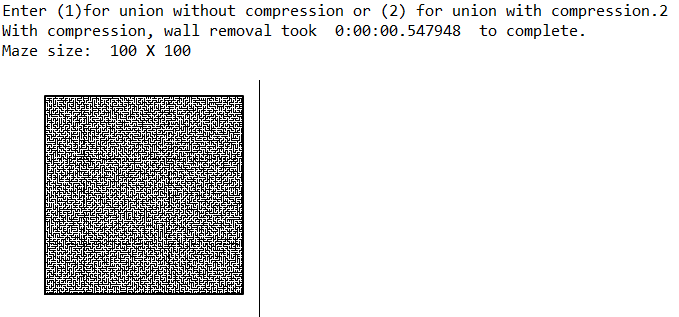 Enter (1)for union without compression or (2) for union with compression.2
With compression, wall removal took  0:00:00.547948  to complete.
Maze size:  100 X 100